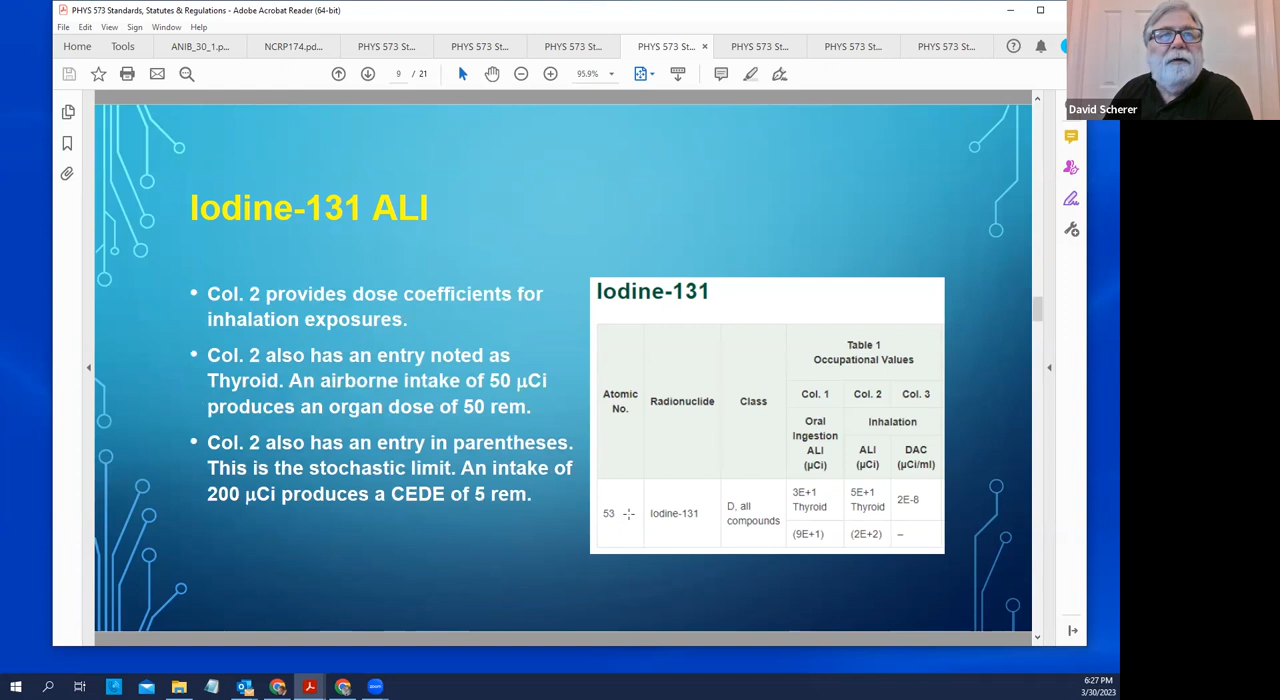 PHYS 573 Standards, Statutes & Regulations - Adobe Acrobat Reader (64-bit)
File Edit View Sign Window Help
Home Tools ANIB_30_1.p... NCRP174.pd... PHYS 573 St... PHYS 573 St... PHYS 573 St... PHYS 573 St... × PHYS 573 St... PHYS 573 St... PHYS 573 St...
9 / 21 95.9%
David Scherer
Iodine-131 ALI
• Col. 2 provides dose coefficients for
inhalation exposures.
• Col. 2 also has an entry noted as
Thyroid. An airborne intake of 50 µCi
produces an organ dose of 50 rem.
• Col. 2 also has an entry in parentheses.
This is the stochastic limit. An intake of
200 µCi produces a CEDE of 5 rem.
Iodine-131
Table 1
Occupational Values
Atomic
No.
Radionuclide
Class
Col. 1 Col. 2 Col. 3
Oral
Ingestion
ALI
(µCi)
Inhalation
ALI
(µCi)
DAC
(µCi/ml)
53
Iodine-131
D, all
compounds
3E+1
Thyroid
5E+1
Thyroid
2E-8
(9E+1) (2E+2) –
6:27 PM
3/30/2023